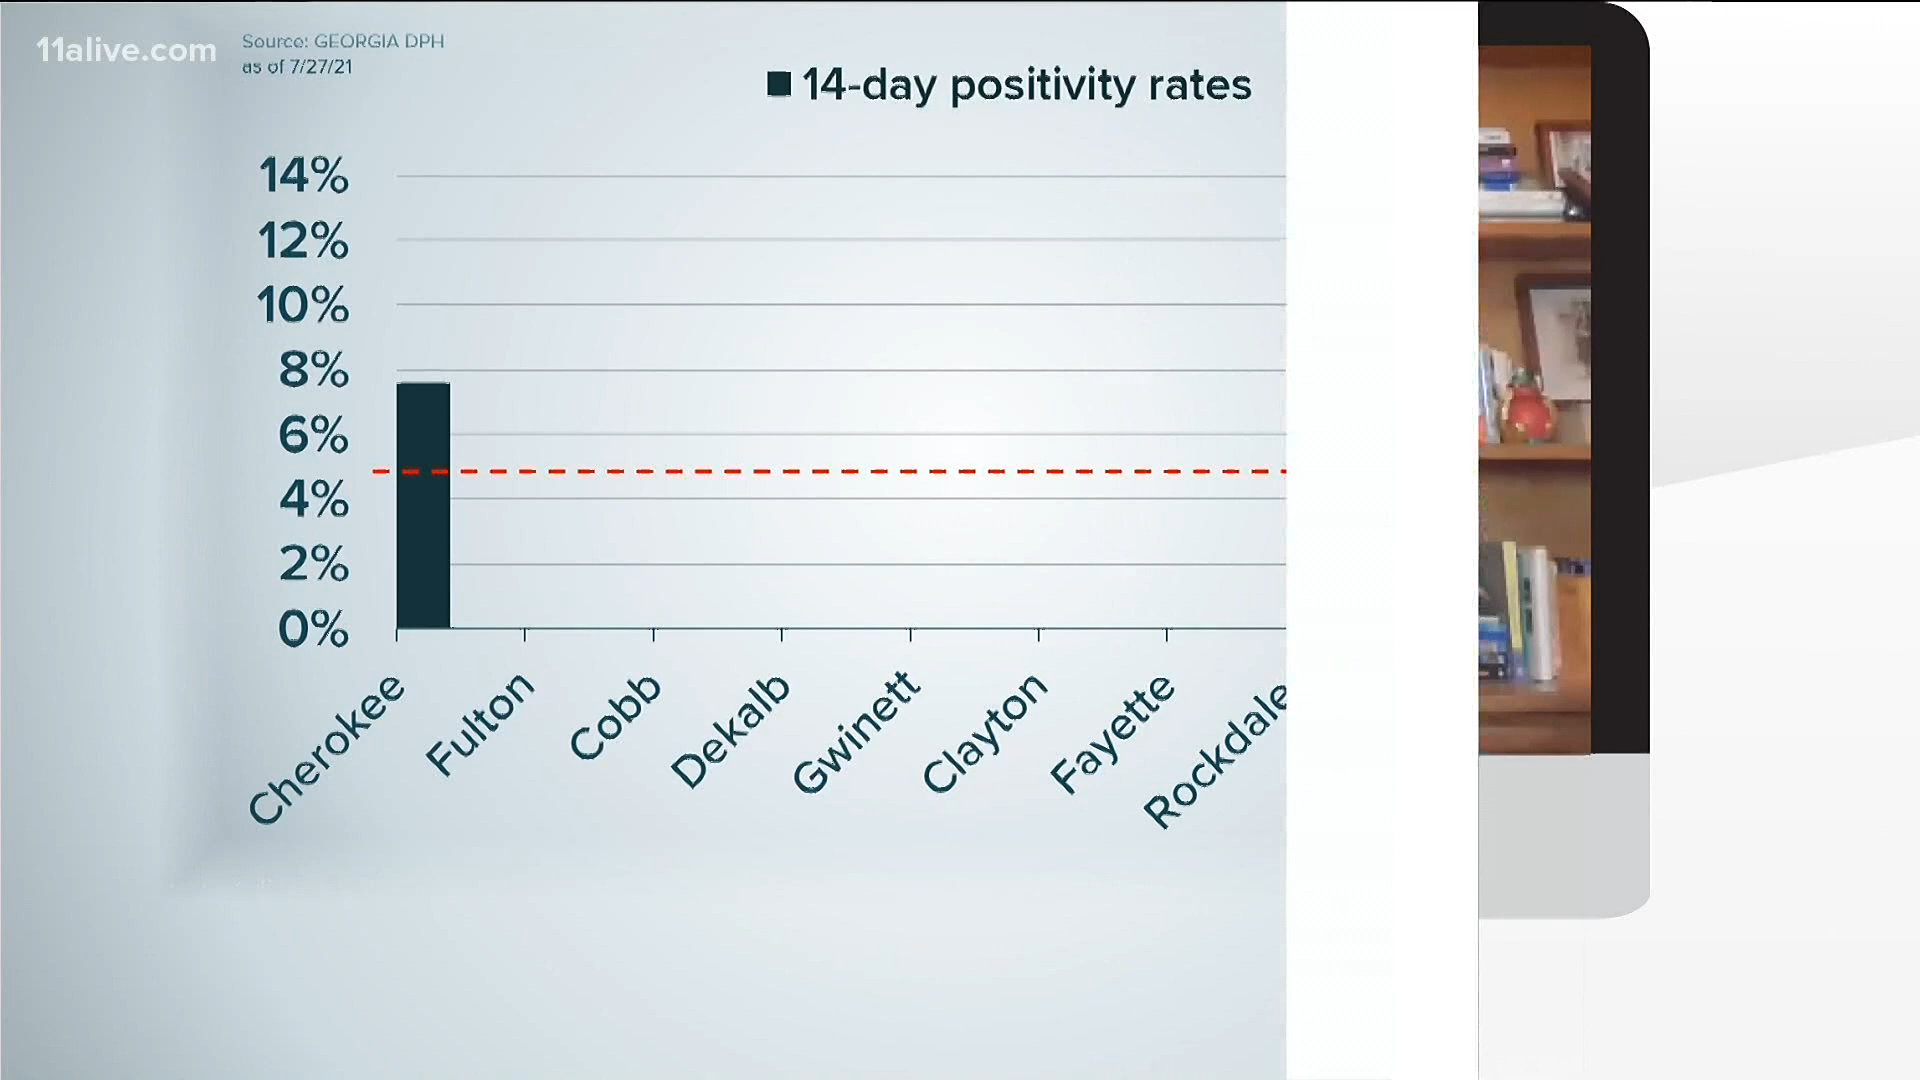 11alive.com
Source: GEORGIA DPH
as of 7/27/21
14-day positivity rates
14%
12%
10%
8%
6%
4%
2%
0%
Cherokee
Fulton
Cobb
Dekalb
Gwinett
Clayton
Fayette
Rockdale